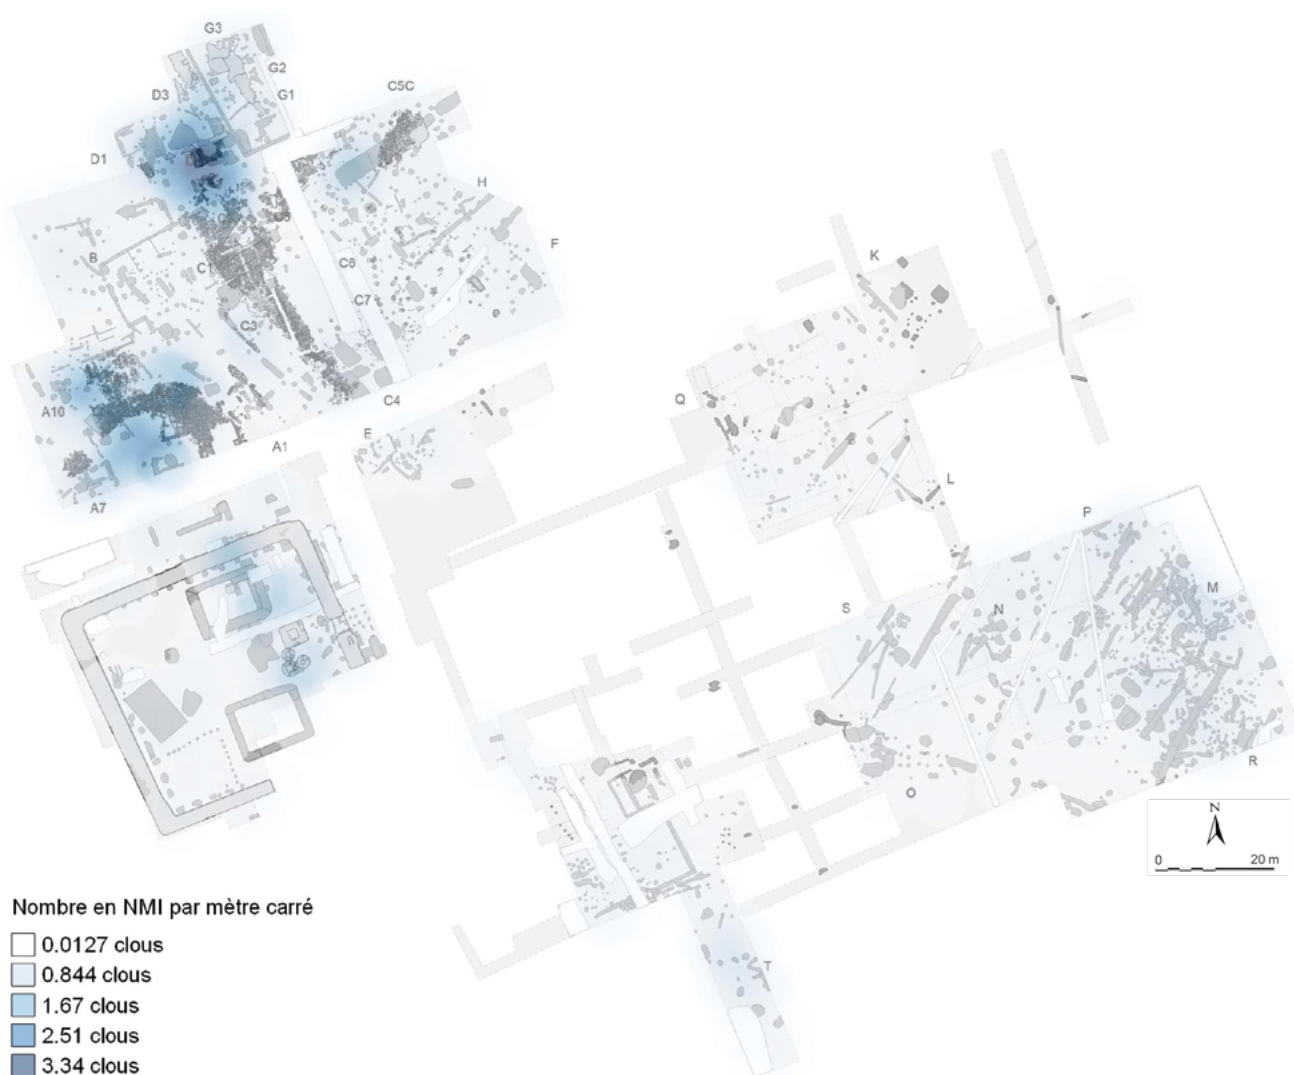 G3
G2
D3
G1
C5C
D1
H
F
B
C1
C6
K
C7
C3
Q
A10
C4
A1
E
A7
L
P
M
S
N
R
O
T
N
0 20 m
Nombre en NMI par mètre carré
0.0127 clous
0.844 clous
1.67 clous
2.51 clous
3.34 clous